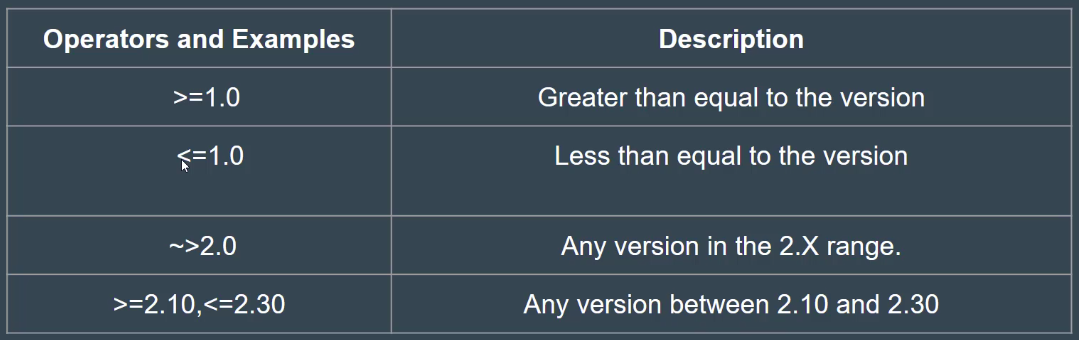 Operators and Examples Description
>=1.0 Greater than equal to the version
<=1.0 Less than equal to the version
~>2.0 Any version in the 2.X range.
>=2.10,<=2.30 Any version between 2.10 and 2.30